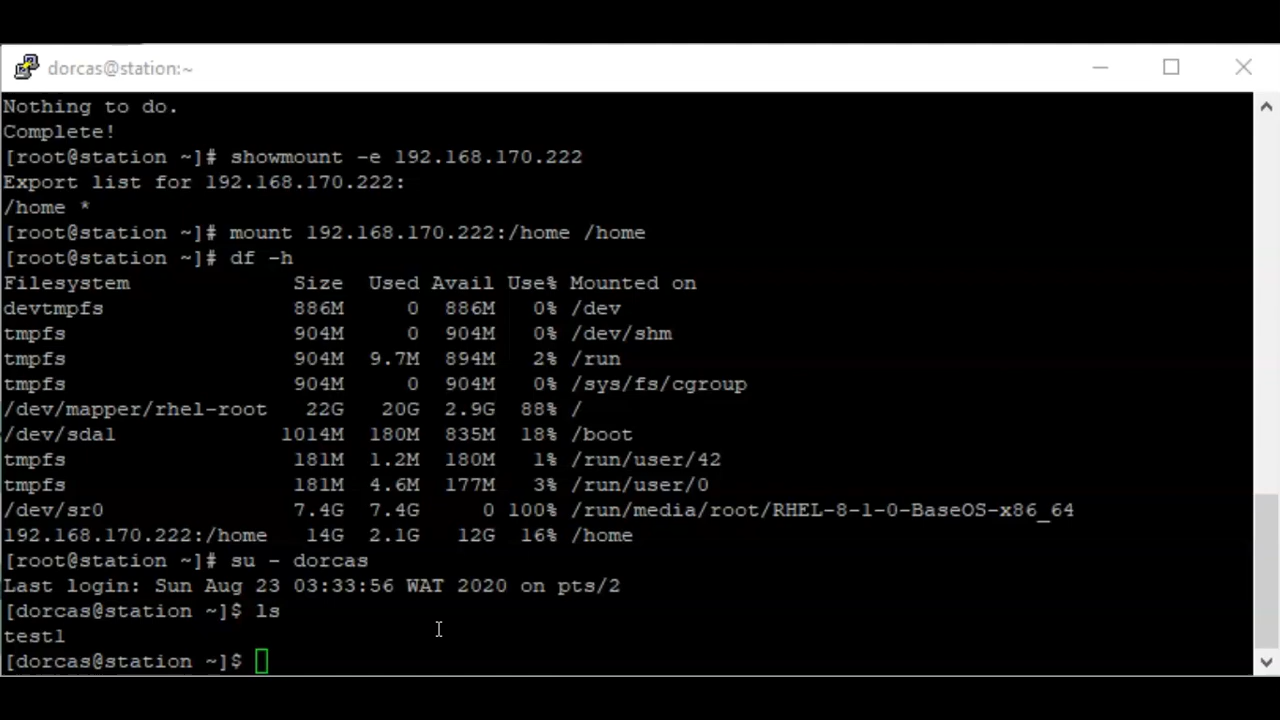 dorcas@station:~
Nothing to do.
Complete!
[root@station ~]# showmount -e 192.168.170.222
Export list for 192.168.170.222:
/home *
[root@station ~]# mount 192.168.170.222:/home /home
[root@station ~]# df -h
Filesystem             Size  Used Avail Use% Mounted on
devtmpfs               886M     0  886M   0% /dev
tmpfs                  904M     0  904M   0% /dev/shm
tmpfs                  904M  9.7M  894M   2% /run
tmpfs                  904M     0  904M   0% /sys/fs/cgroup
/dev/mapper/rhel-root   22G   20G  2.9G  88% /
/dev/sda1             1014M  180M  835M  18% /boot
tmpfs                  181M  1.2M  180M   1% /run/user/42
tmpfs                  181M  4.6M  177M   3% /run/user/0
/dev/sr0               7.4G  7.4G     0 100% /run/media/root/RHEL-8-1-0-BaseOS-x86_64
192.168.170.222:/home   14G  2.1G   12G  16% /home
[root@station ~]# su - dorcas
Last login: Sun Aug 23 03:33:56 WAT 2020 on pts/2
[dorcas@station ~]$ ls
test1
[dorcas@station ~]$